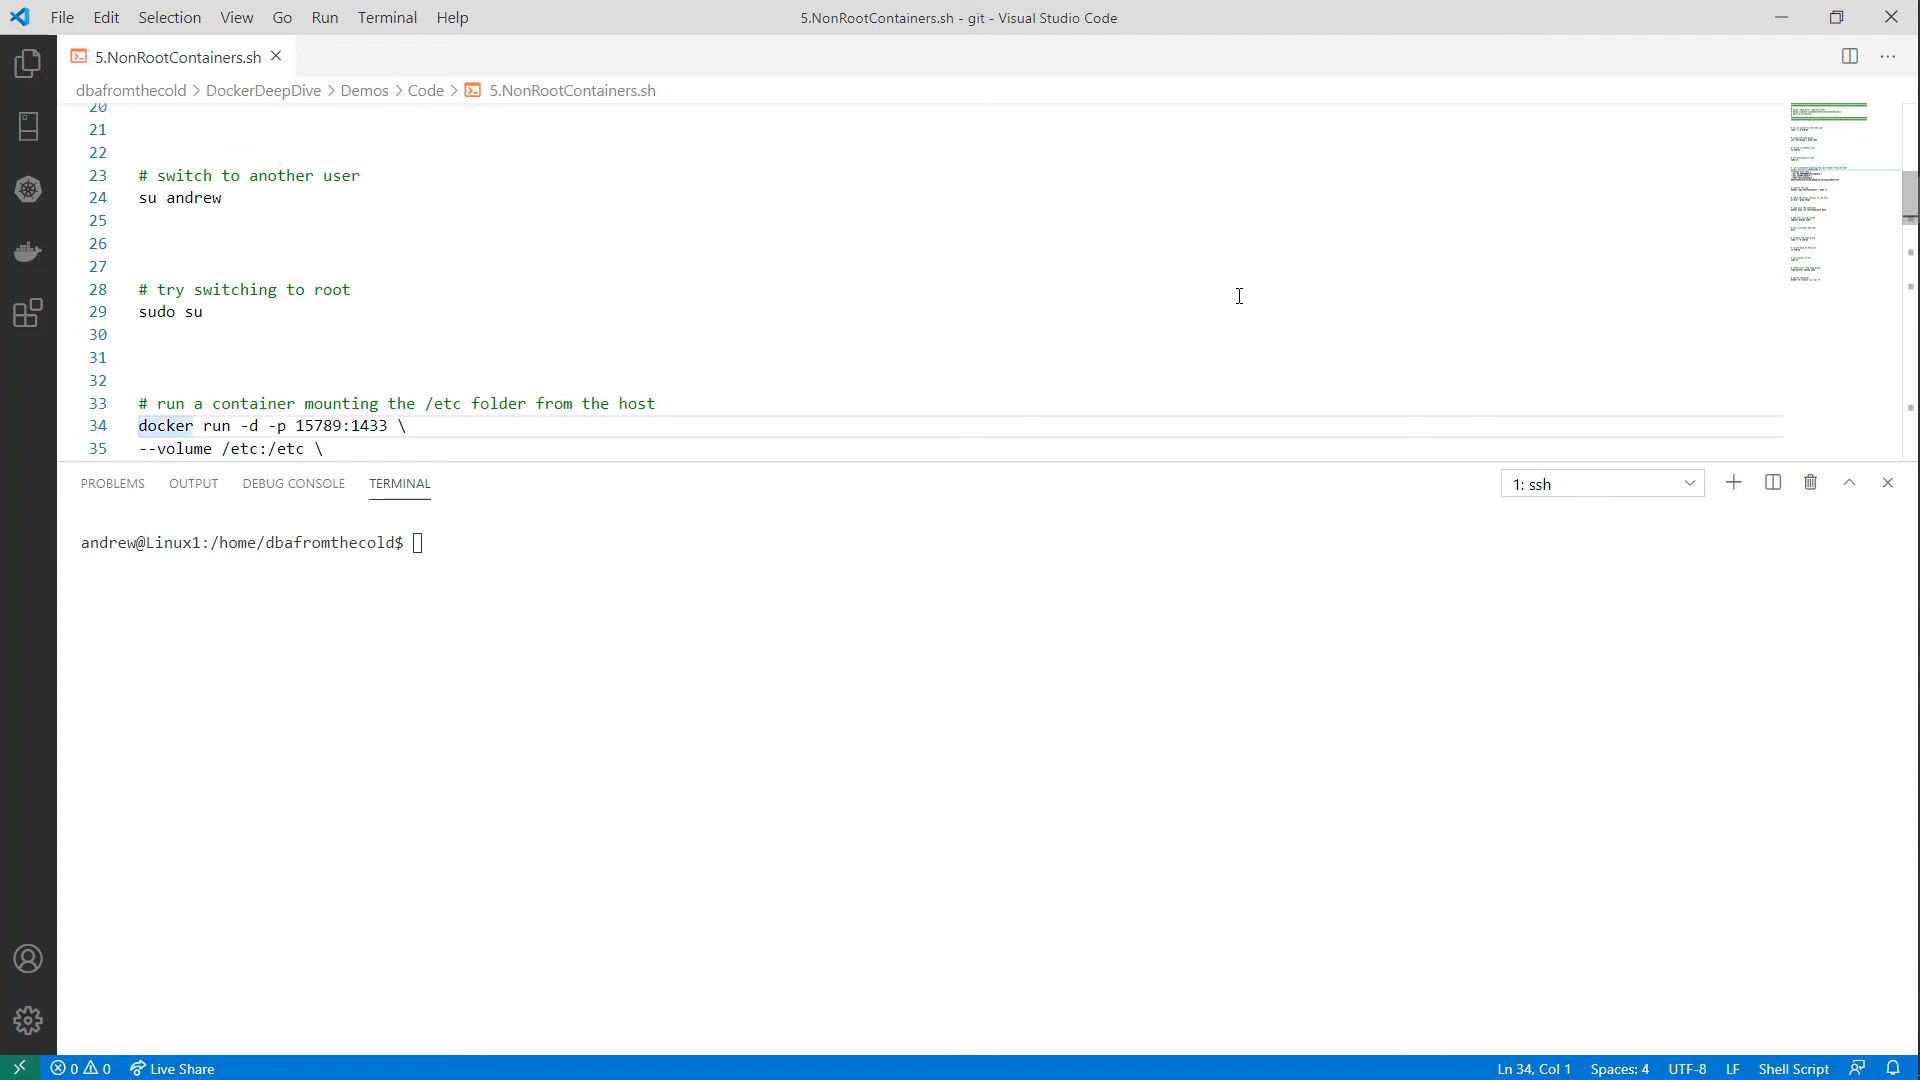 File Edit Selection View Go Run Terminal Help
5.NonRootContainers.sh - git - Visual Studio Code
5.NonRootContainers.sh
dbafromthecold > DockerDeepDive > Demos > Code > 5.NonRootContainers.sh
20
21
22
23 # switch to another user
24 su andrew
25
26
27
28 # try switching to root
29 sudo su
30
31
32
33 # run a container mounting the /etc folder from the host
34 docker run -d -p 15789:1433 \
35 --volume /etc:/etc \
PROBLEMS OUTPUT DEBUG CONSOLE TERMINAL
1: ssh
andrew@Linux1:/home/dbafromthecold$
0 0 Live Share
Ln 34, Col 1 Spaces: 4 UTF-8 LF Shell Script